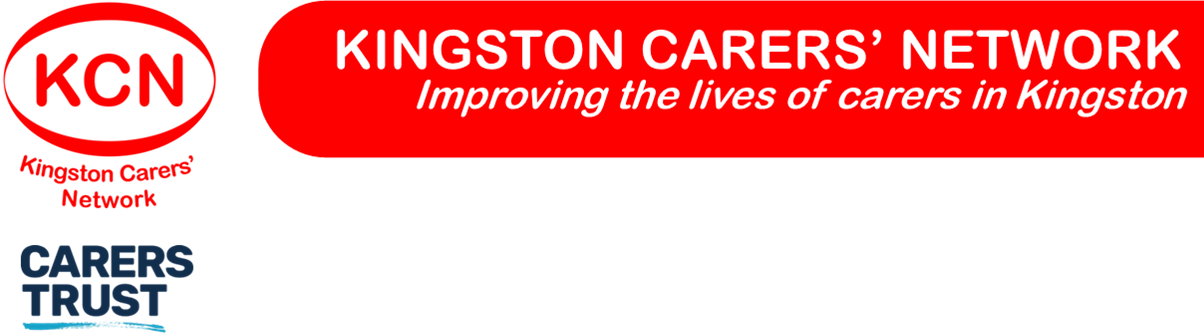 KCN
Kingston Carers'
Network
CARERS
TRUST
KINGSTON CARERS’ NETWORK
Improving the lives of carers in Kingston